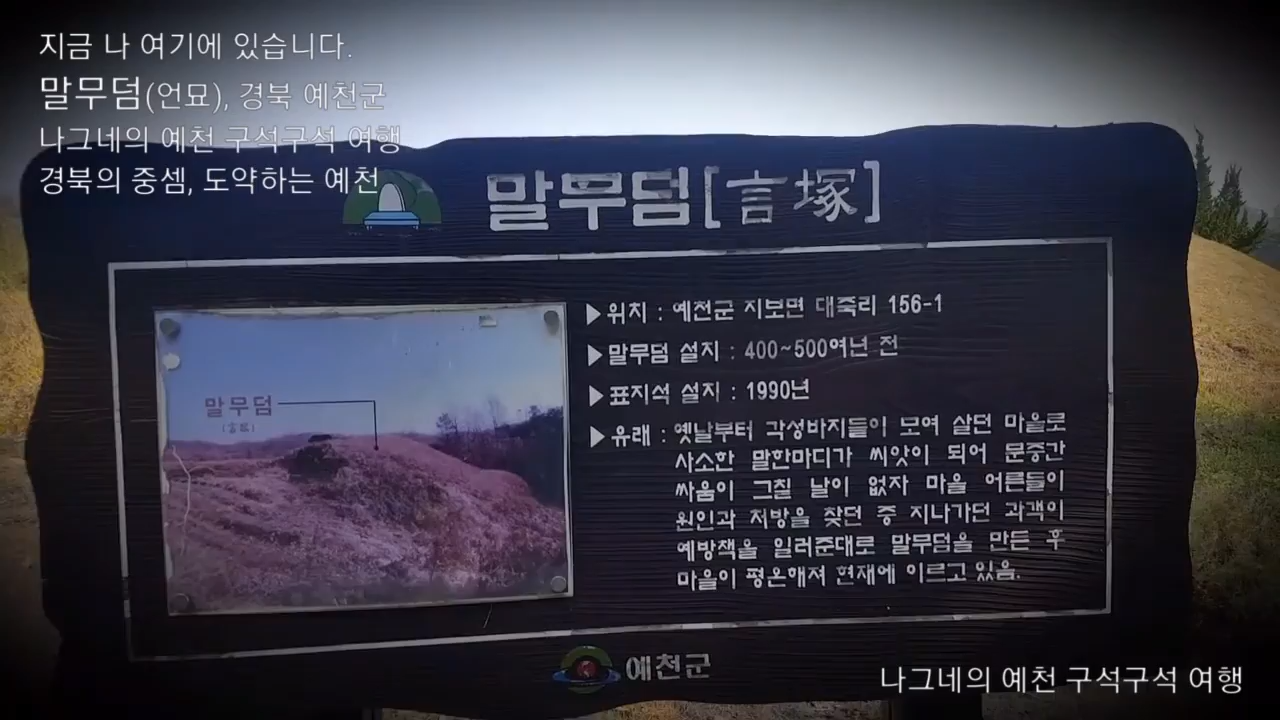 지금 나 여기에 있습니다.
말무덤(언묘), 경북 예천군
나그네의 예천 구석구석 여행
경북의 중셈, 도약하는 예천
말무덤[言塚]
말무덤
(言塚)
▶위치 : 예천군 지보면 대죽리 156-1
▶말무덤 설치 : 400~500여년 전
▶표지석 설치 : 1990년
▶유래 : 옛날부터 각성바지들이 모여 살던 마을로
사소한 말한마디가 씨앗이 되어 문중간
싸움이 그칠 날이 없자 마을 어른들이
원인과 처방을 찾던 중 지나가던 과객이
예방책을 일러준대로 말무덤을 만든 후
마을이 평온해져 현재에 이르고 있음.
예천군
나그네의 예천 구석구석 여행